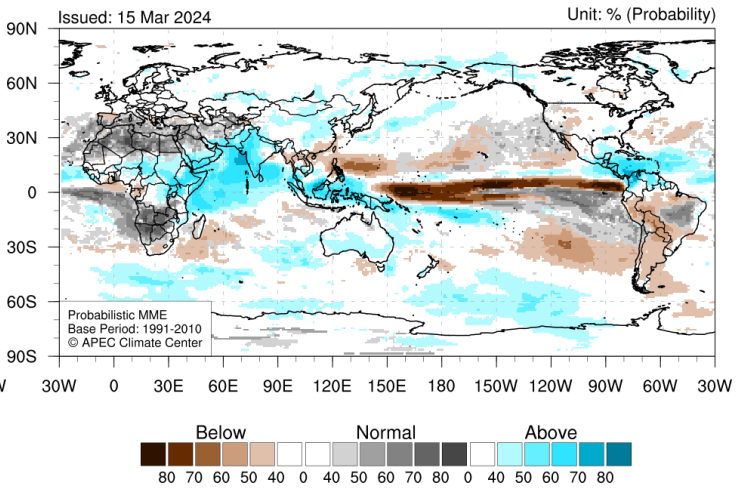 Issued: 15 Mar 2024 Unit: % (Probability)
90N
60N
30N
0
30S
60S
90S
Probabilistic MME
Base Period: 1991-2010
© APEC Climate Center
W 30W 0 30E 60E 90E 120E 150E 180 150W 120W 90W 60W 30W
Below Normal Above
80 70 60 50 40 0 40 50 60 70 80 0 40 50 60 70 80